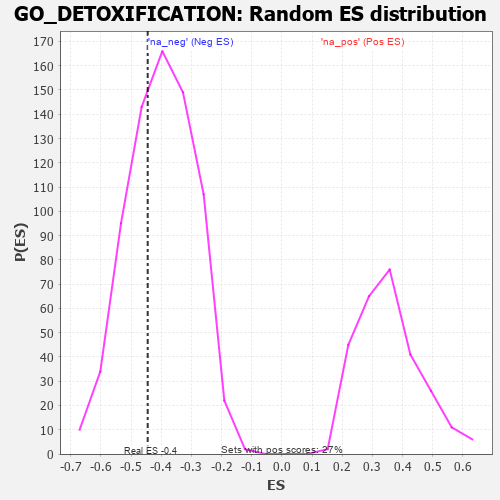 GO_DETOXIFICATION: Random ES distribution
'na_neg' (Neg ES)
'na_pos' (Pos ES)
170
160
150
140
130
120
110
100
90
80
70
60
50
40
30
20
10
0
P(ES)
Real ES -0.4
Sets with pos scores: 27%
-0.7 -0.6 -0.5 -0.4 -0.3 -0.2 -0.1 0.0 0.1 0.2 0.3 0.4 0.5 0.6
ES